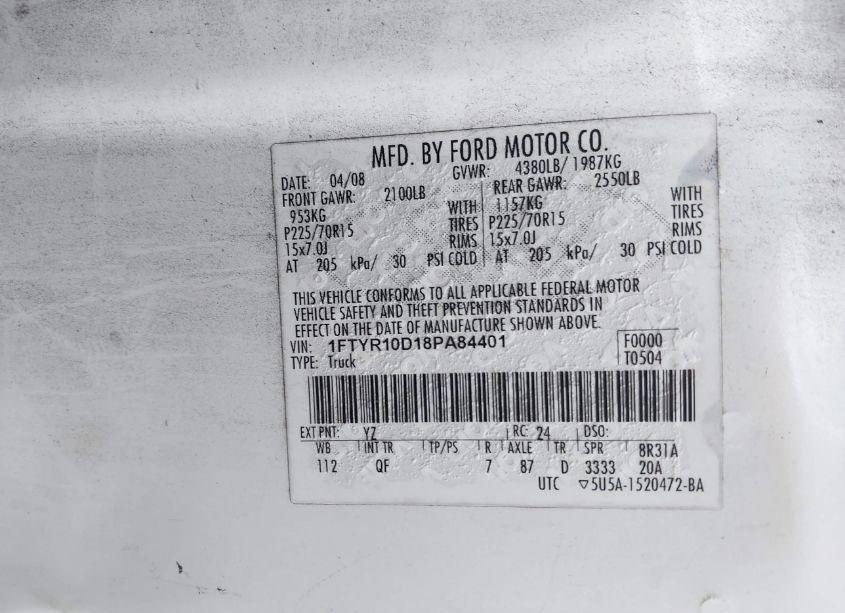 MFD. BY FORD MOTOR CO.
DATE: 04/08 GVWR: 4380LB/ 1987KG
FRONT GAWR: 2100LB REAR GAWR: 2550LB
953KG WITH 1157KG WITH
P225/70R15 TIRES P225/70R15 TIRES
15x7.0J RIMS 15x7.0J RIMS
AT 205 kPa/ 30 PSI COLD AT 205 kPa/ 30 PSI COLD
THIS VEHICLE CONFORMS TO ALL APPLICABLE FEDERAL MOTOR
VEHICLE SAFETY AND THEFT PREVENTION STANDARDS IN
EFFECT ON THE DATE OF MANUFACTURE SHOWN ABOVE.
VIN: 1FTYR10D18PA84401 F0000
TYPE: Truck T0504
EXT PNT: YZ RC: 24 DSO:
WB INT TR TP/PS R AXLE TR SPR 8R31A
112 QF 7 87 D 3333 20A
UTC ▽5U5A-1520472-BA